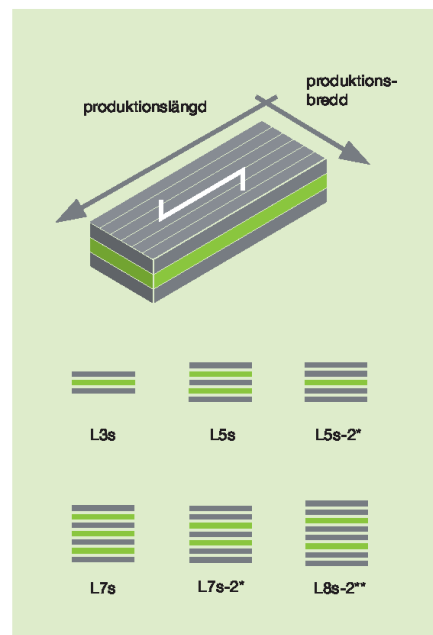 produktionslängd
produktions-
bredd
L3s
L5s
L5s-2*
L7s
L7s-2*
L8s-2**